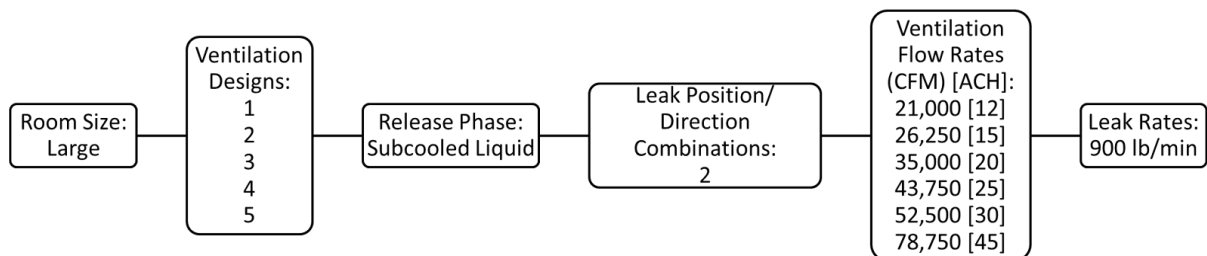 Room Size:
Large
Ventilation
Designs:
1
2
3
4
5
Release Phase:
Subcooled Liquid
Leak Position/
Direction
Combinations:
2
Ventilation
Flow Rates
(CFM) [ACH]:
21,000 [12]
26,250 [15]
35,000 [20]
43,750 [25]
52,500 [30]
78,750 [45]
Leak Rates:
900 lb/min